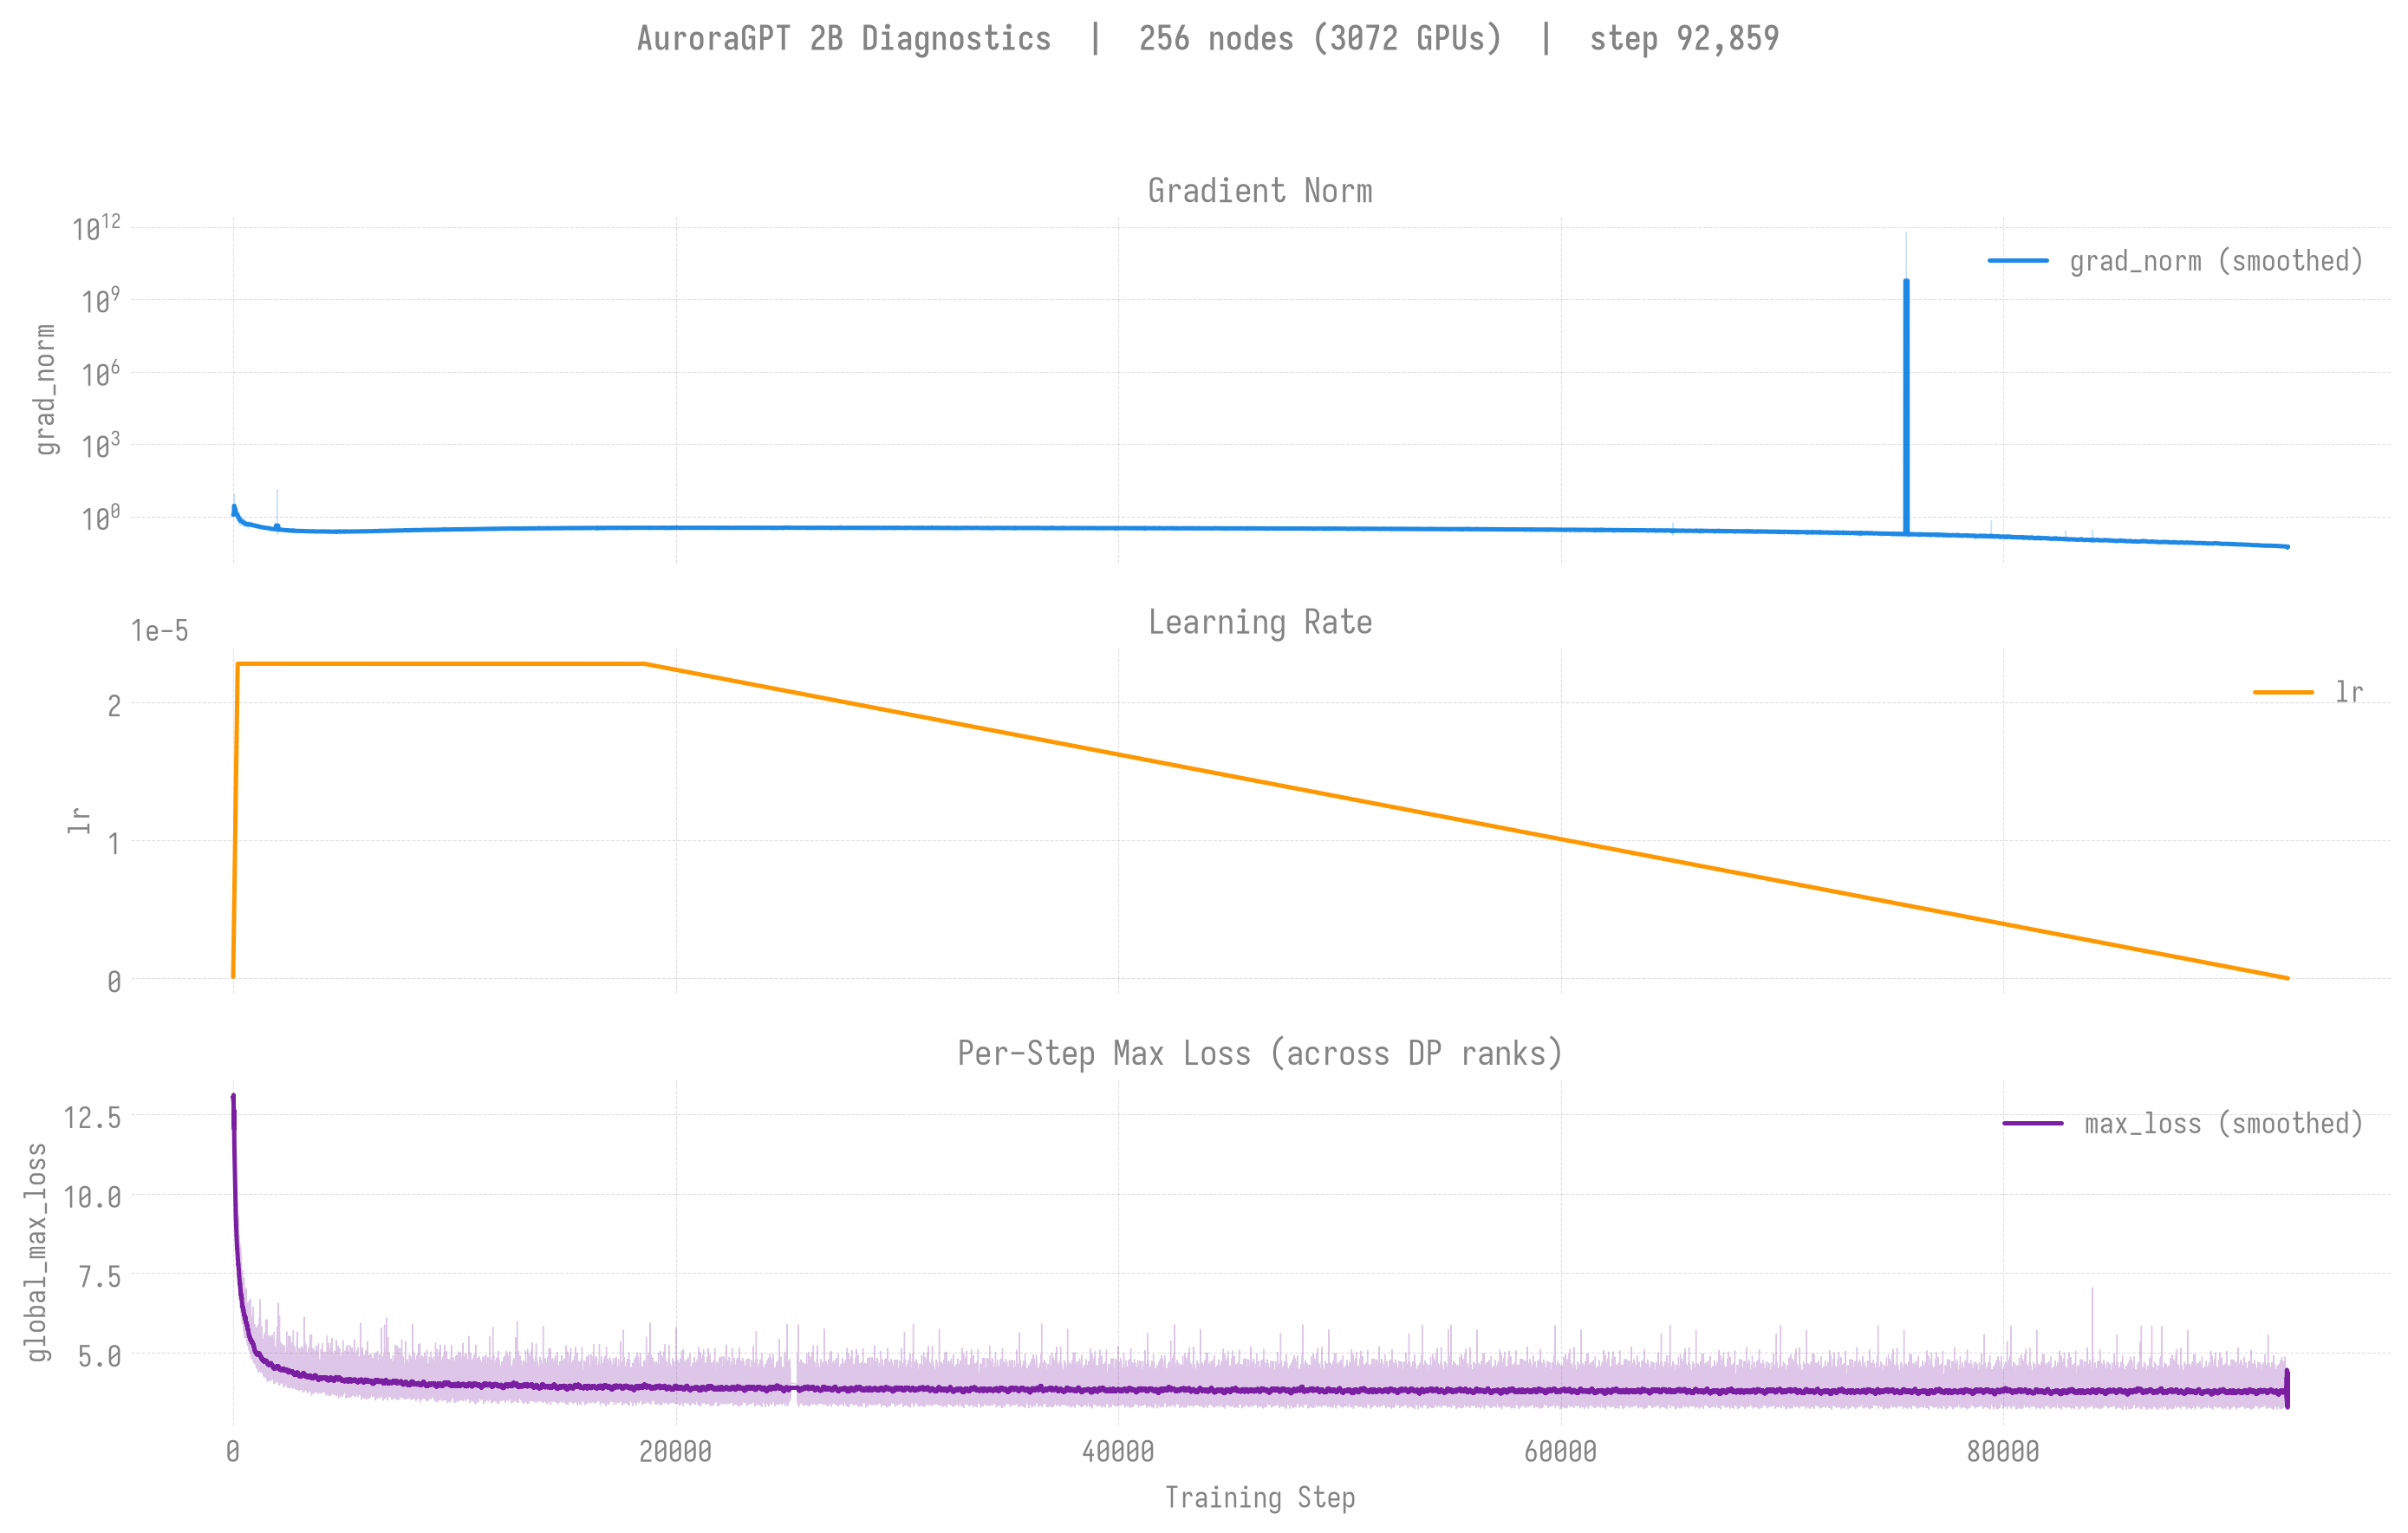 AuroraGPT 2B Diagnostics | 256 nodes (3072 GPUs) | step 92,859
Gradient Norm
10^12
10^9
10^6
10^3
10^0
grad_norm
grad_norm (smoothed)
Learning Rate
1e-5
2
1
0
lr
lr
Per-Step Max Loss (across DP ranks)
12.5
10.0
7.5
5.0
global_max_loss
max_loss (smoothed)
0 20000 40000 60000 80000
Training Step